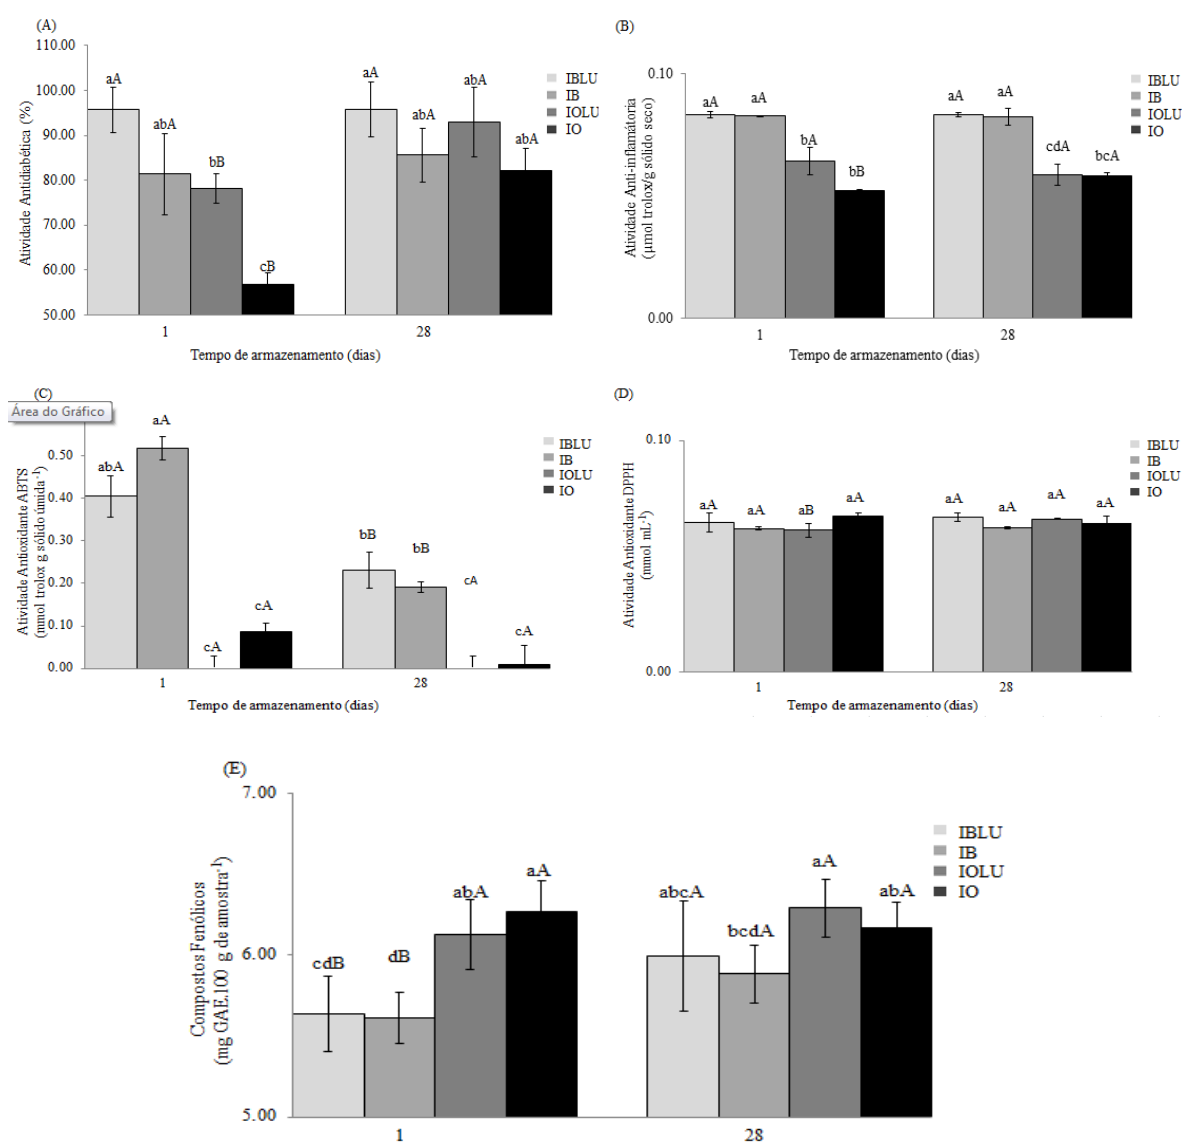 (A)
110.00
100.00
90.00
80.00
70.00
60.00
50.00
Atividade Antidiabética (%)
aA
abA
bB
cB
aA
abA
abA
abA
IBLU
IB
IOLU
IO
1
28
Tempo de armazenamento (dias)
(B)
0.10
0.00
Atividade Anti-inflamátoria
(µmol trolox/g sólido seco)
aA
aA
bA
bB
aA
aA
cdA
bcA
IBLU
IB
IOLU
IO
1
28
Tempo de armazenamento (dias)
(C)
Área do Gráfico
0.50
0.40
0.30
0.20
0.10
0.00
Atividade Antioxidante ABTS
(mmol trolox g sólido úmida⁻¹)
abA
aA
cA
cA
bB
bB
cA
cA
IBLU
IB
IOLU
IO
1
28
Tempo de armazenamento (dias)
(D)
0.10
0.00
Atividade Antioxidante DPPH
(mmol mL⁻¹)
aA
aA
aB
aA
aA
aA
aA
aA
IBLU
IB
IOLU
IO
1
28
Tempo de armazenamento (dias)
(E)
7.00
6.00
5.00
Compostos Fenólicos
(mg GAE.100 g de amostra⁻¹)
cdB
dB
abA
aA
abcA
bcdA
aA
abA
IBLU
IB
IOLU
IO
1
28